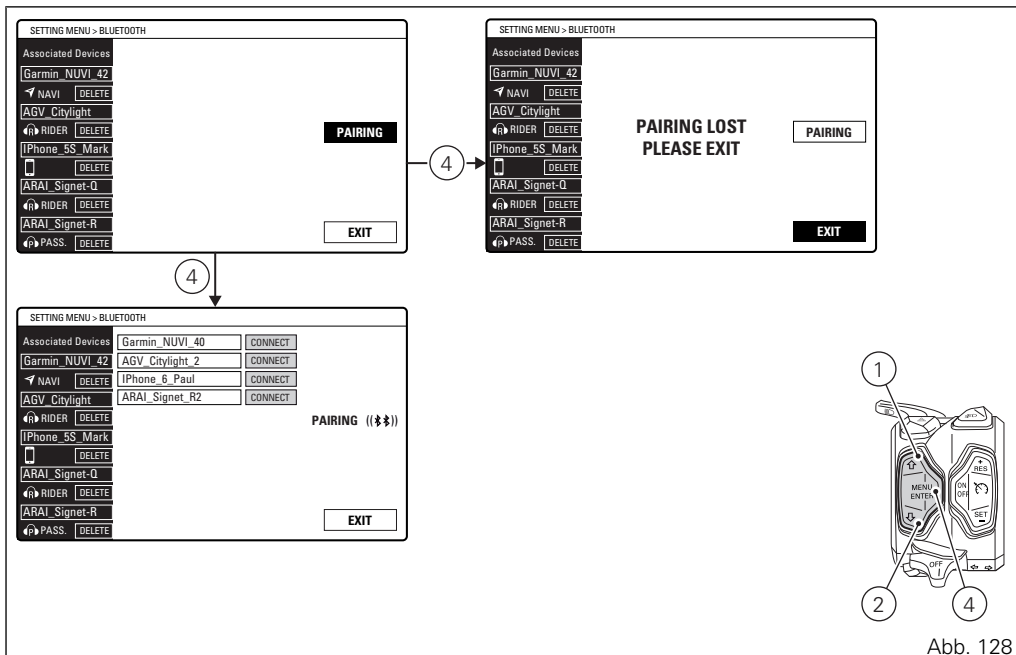 SETTING MENU > BLUETOOTH
Associated Devices
Garmin_NUVI_42
NAVI DELETE
AGV_Citylight
R RIDER DELETE
IPhone_5S_Mark
DELETE
ARAI_Signet-Q
R RIDER DELETE
ARAI_Signet-R
P PASS. DELETE
PAIRING
EXIT
4
SETTING MENU > BLUETOOTH
Associated Devices
Garmin_NUVI_42
NAVI DELETE
AGV_Citylight
R RIDER DELETE
IPhone_5S_Mark
DELETE
ARAI_Signet-Q
R RIDER DELETE
ARAI_Signet-R
P PASS. DELETE
PAIRING LOST
PLEASE EXIT
PAIRING
EXIT
4
SETTING MENU > BLUETOOTH
Associated Devices
Garmin_NUVI_42
NAVI DELETE
AGV_Citylight
R RIDER DELETE
IPhone_5S_Mark
DELETE
ARAI_Signet-Q
R RIDER DELETE
ARAI_Signet-R
P PASS. DELETE
Garmin_NUVI_40 CONNECT
AGV_Citylight_2 CONNECT
IPhone_6_Paul CONNECT
ARAI_Signet_R2 CONNECT
PAIRING
EXIT
1
MENU
ENTER
+
RES
ON
OFF
SET
-
OFF
2
4
Abb. 128